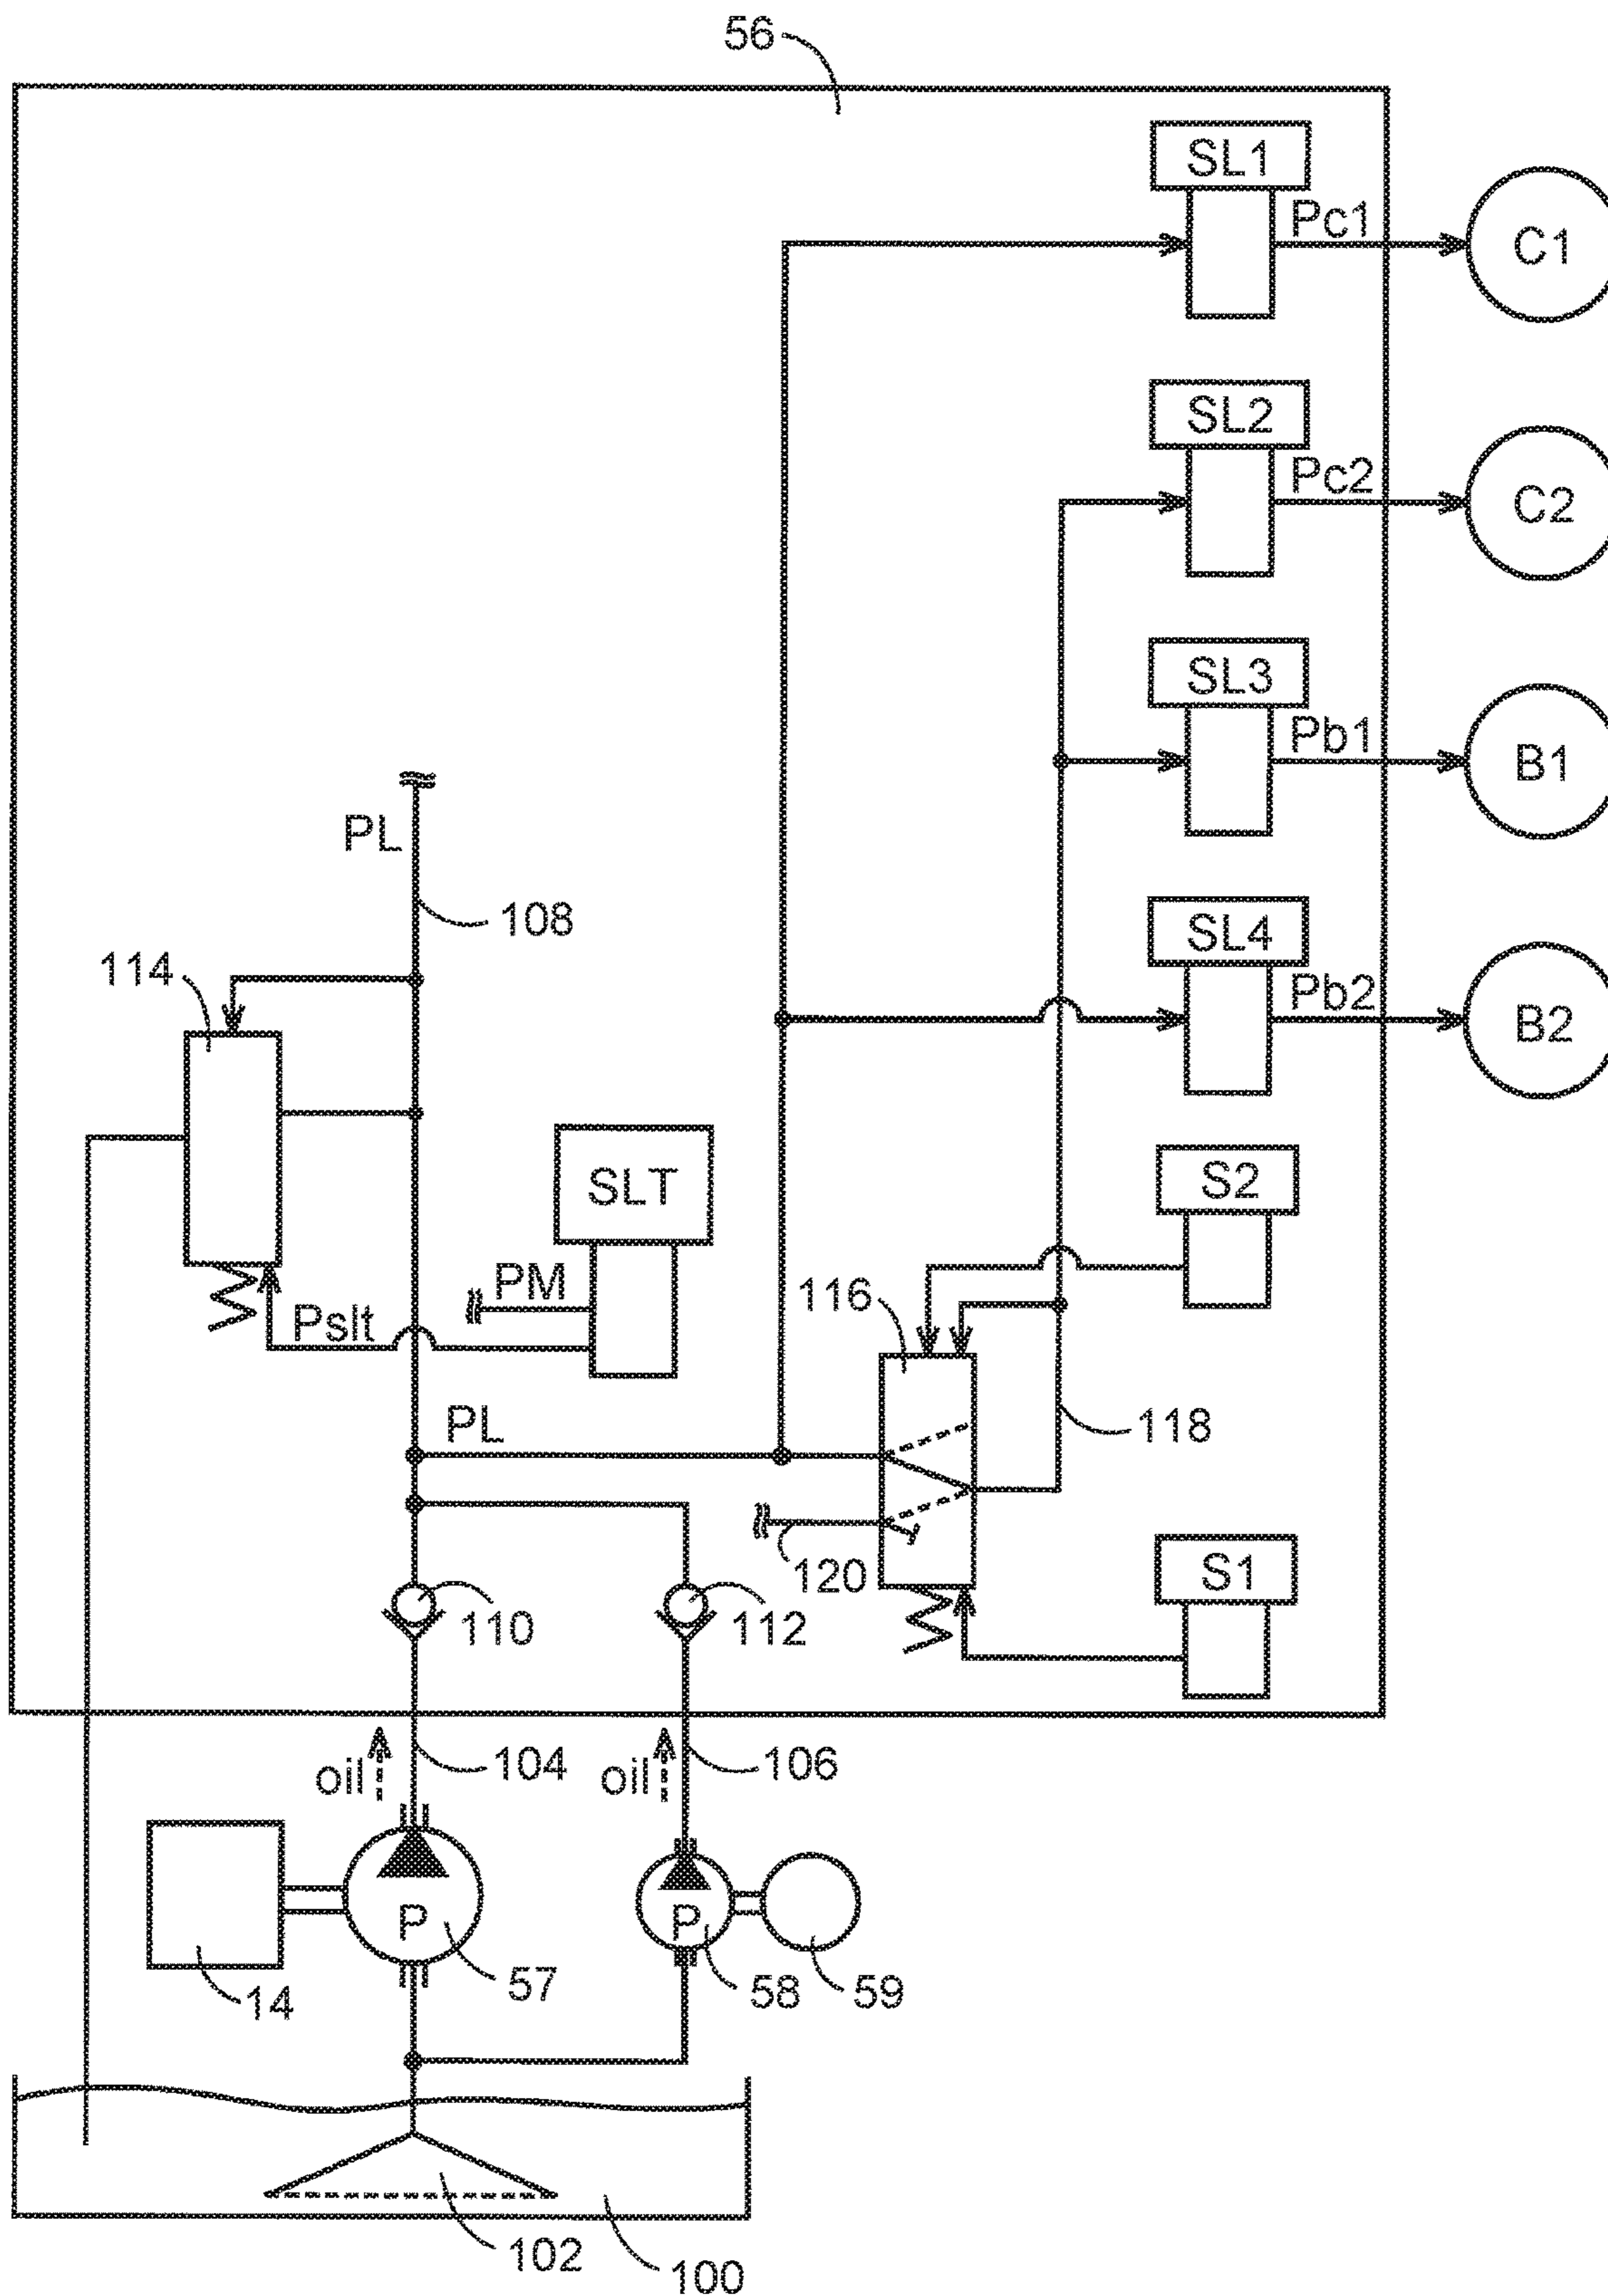 56
SL1
Pc1
C1
SL2
Pc2
C2
SL3
Pb1
B1
PL
108
SL4
114
Pb2
B2
SLT
S2
PM
116
Pslt
PL
118
120
S1
110
112
oil
104
oil
106
P
P
57
58
59
14
102
100